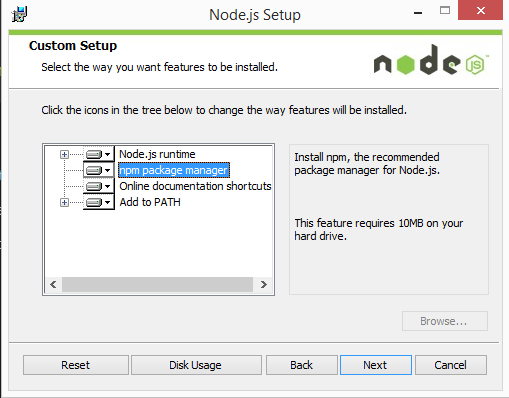 Node.js Setup
Custom Setup
Select the way you want features to be installed.
node JS
Click the icons in the tree below to change the way features will be installed.
Node.js runtime
npm package manager
Online documentation shortcuts
Add to PATH
Install npm, the recommended
package manager for Node.js.
This feature requires 10MB on your
hard drive.
Browse...
Reset
Disk Usage
Back
Next
Cancel